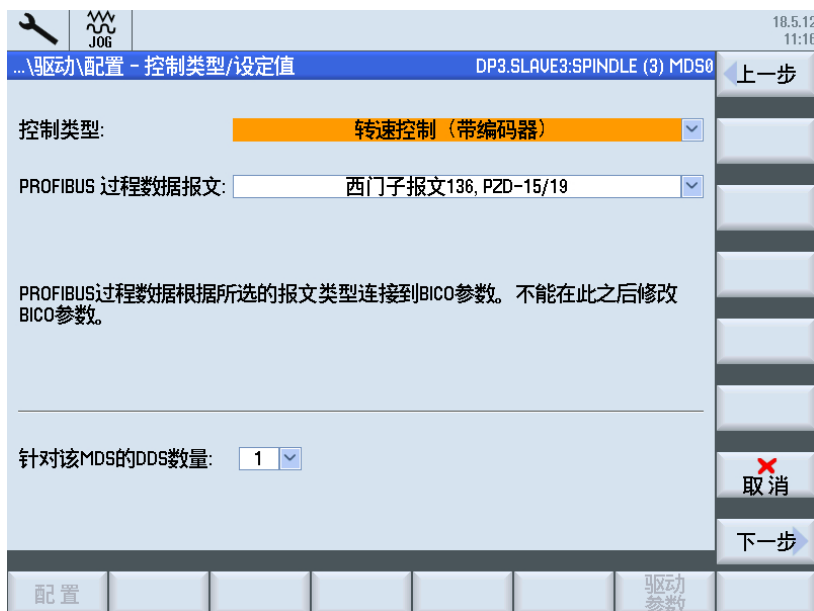 JOG
18.5.12
11:16
...\驱动\配置 - 控制类型/设定值
DP3.SLAVE3:SPINDLE (3) MDS0
上一步
控制类型:
转速控制（带编码器）
PROFIBUS 过程数据报文:
西门子报文136, PZD-15/19
PROFIBUS过程数据根据所选的报文类型连接到BICO参数。不能在此之后修改
BICO参数。
针对该MDS的DDS数量:
1
取消
下一步
配置
驱动
参数